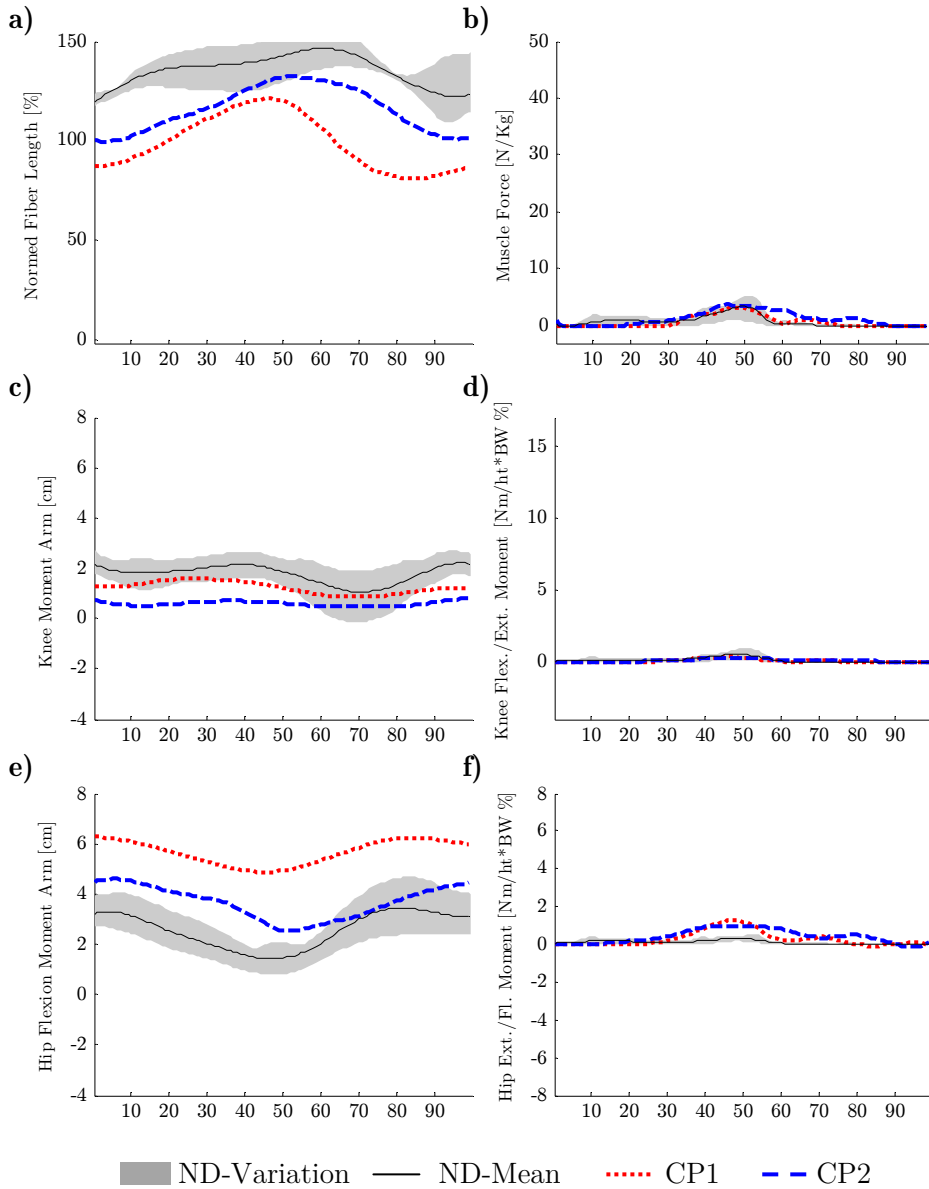 a)
Normed Fiber Length [%]
150
100
50
0
10 20 30 40 50 60 70 80 90
b)
Muscle Force [N/Kg]
50
40
30
20
10
0
10 20 30 40 50 60 70 80 90
c)
Knee Moment Arm [cm]
8
6
4
2
0
-2
-4
10 20 30 40 50 60 70 80 90
d)
Knee Flex./Ext. Moment [Nm/ht*BW %]
15
10
5
0
10 20 30 40 50 60 70 80 90
e)
Hip Flexion Moment Arm [cm]
8
6
4
2
0
-2
-4
10 20 30 40 50 60 70 80 90
f)
Hip Ext./Fl. Moment [Nm/ht*BW %]
8
6
4
2
0
-2
-4
-6
-8
10 20 30 40 50 60 70 80 90
ND-Variation ND-Mean CP1 CP2